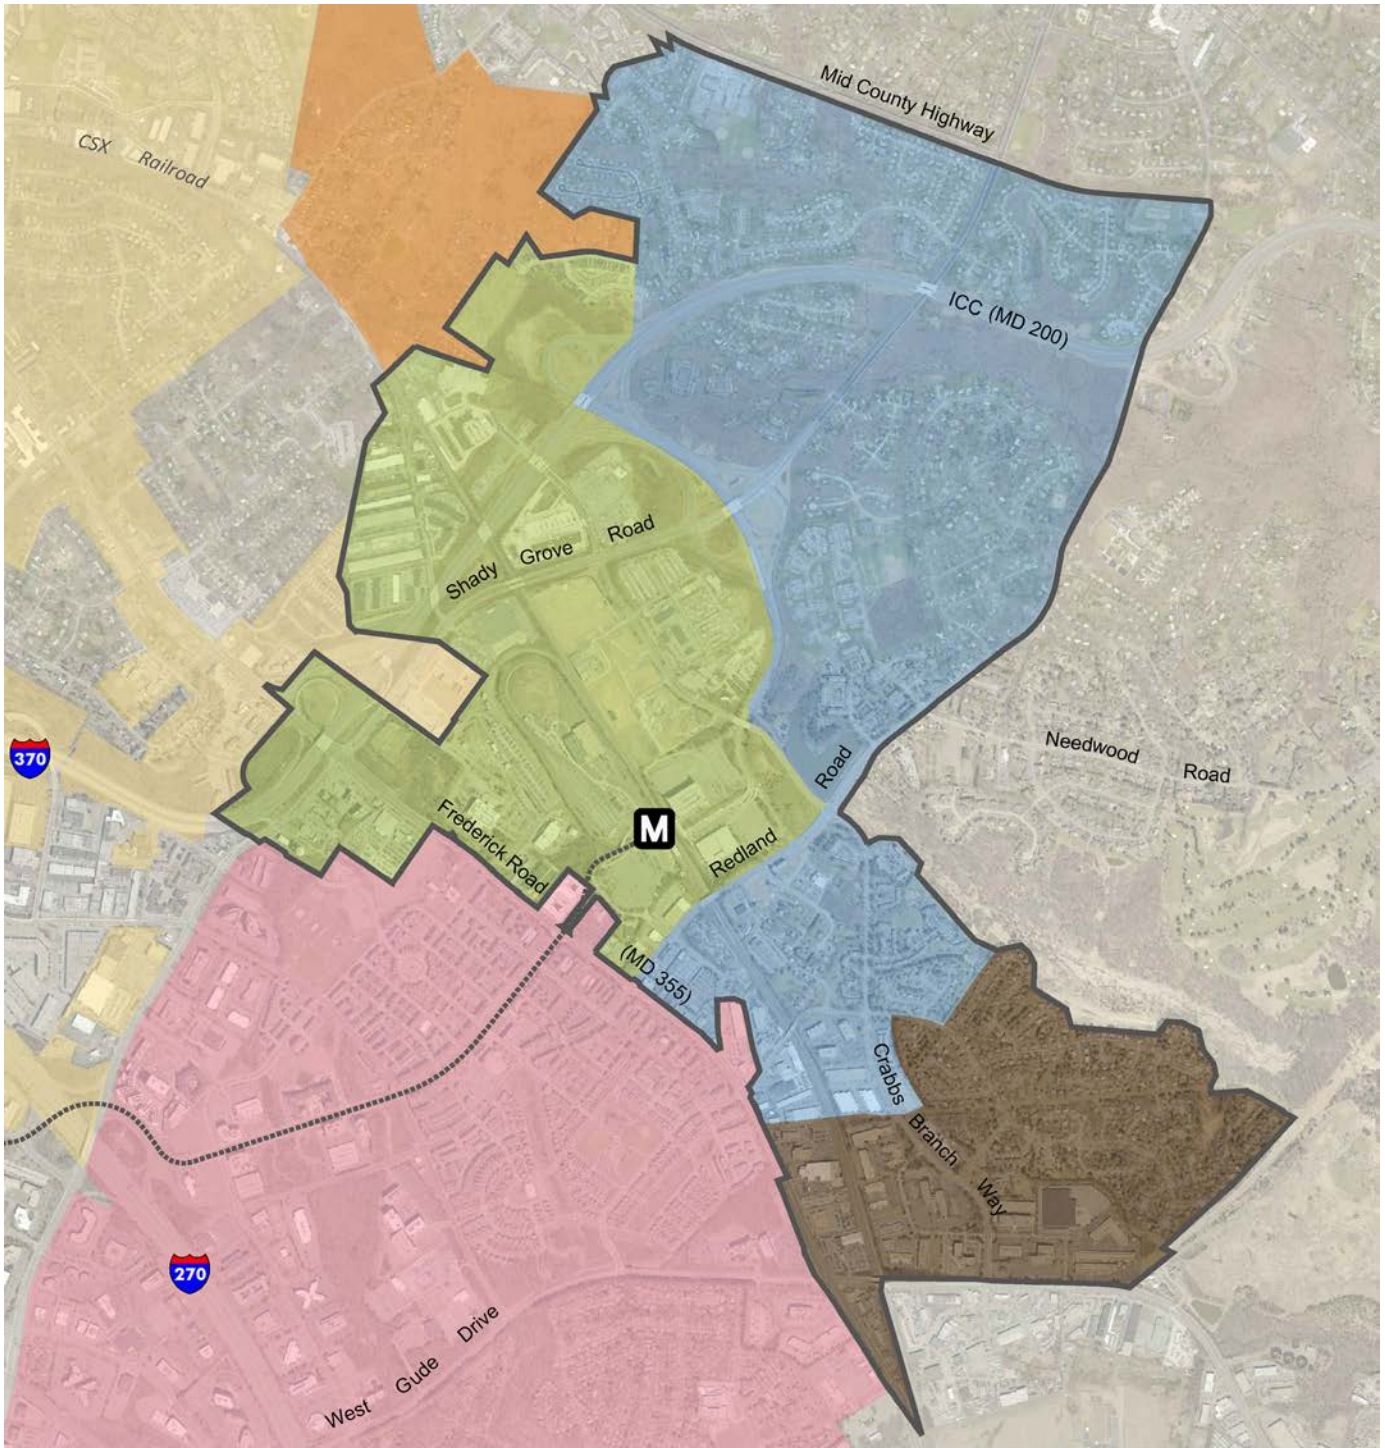 Mid County Highway
CSX Railroad
ICC (MD 200)
Shady Grove Road
Needwood Road
370
Road
M
Frederick Road
Redland
(MD 355)
Crabbs
Branch
Way
270
West Gude Drive